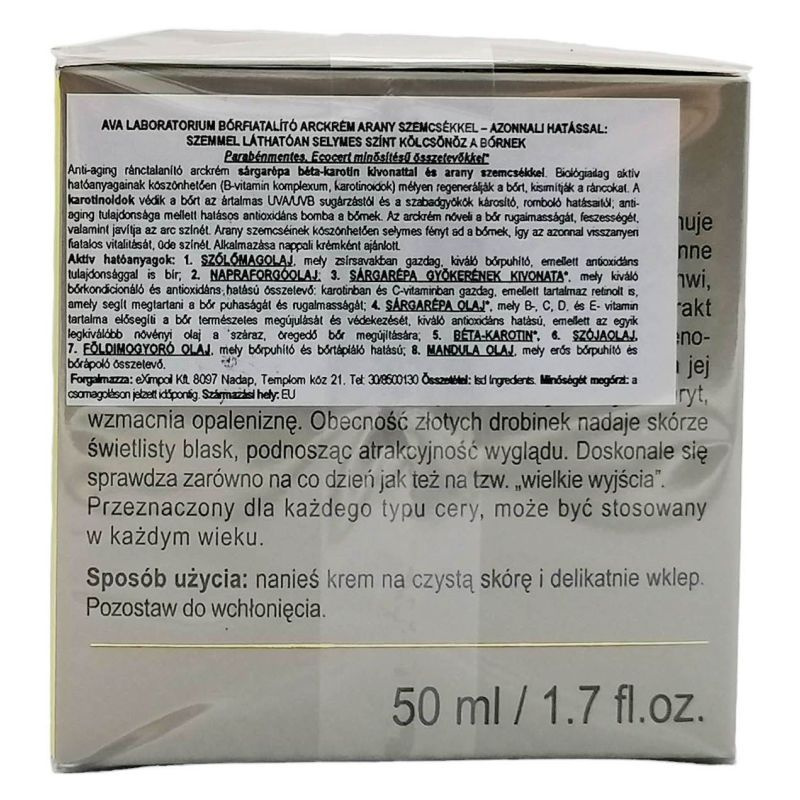 AVA LABORATORIUM BŐRFIATALÍTÓ ARCKRÉM ARANY SZEMCSÉKKEL – AZONNALI HATÁSSAL:
SZEMMEL LÁTHATÓAN SELYMES SZÍNT KÖLCSÖNÖZ A BŐRNEK
Parabénmentes, Ecocert minősítésű összetevőkkel*
Anti-aging ránctalanító arckrém sárgarépa béta-karotin kivonattal és arany szemcsékkel. Biológiailag aktív
hatóanyagainak köszönhetően (B-vitamin komplexum, karotinoidok) mélyen regenerálják a bőrt, kisimítják a ráncokat. A
karotinoidok védik a bőrt az ártalmas UVA/UVB sugárzástól és a szabadgyökök károsító, romboló hatásaitól; anti-
aging tulajdonsága mellett hatásos antioxidáns bomba a bőrnek. Az arckrém növeli a bőr rugalmasságát, feszességét,
valamint javítja az arc színét. Arany szemcséinek köszönhetően selymes fényt ad a bőrnek, így az azonnal visszanyeri
fiatalos vitalitását, üde színét. Alkalmazása nappali krémként ajánlott.
Aktív hatóanyagok: 1. SZŐLŐMAGOLAJ, mely zsírsavakban gazdag, kiváló bőrpuhító, emellett antioxidáns
tulajdonsággal is bír; 2. NAPRAFORGÓOLAJ; 3. SÁRGARÉPA GYÖKERÉNEK KIVONATA*, mely kiváló
bőrkondicionáló és antioxidáns hatású összetevő; karotinban és C-vitaminban gazdag, emellett tartalmaz retinolt is,
amely segít megtartani a bőr puhaságát és rugalmasságát; 4. SÁRGARÉPA OLAJ*, mely B-, C, D, és E- vitamin
tartalma elősegíti a bőr természetes megújulását és védekezését, kiváló antioxidáns hatású, emellett az egyik
legkiválóbb növényi olaj a száraz, öregedő bőr megújítására; 5. BÉTA-KAROTIN*, 6. SZÓJAOLAJ,
7. FÖLDIMOGYORÓ OLAJ, mely bőrpuhító és bőrtápláló hatású; 8. MANDULA OLAJ, mely erős bőrpuhító és
bőrápoló összetevő.
Forgalmazza: eXimpol Kft. 8097 Nadap, Templom köz 21. Tel: 30/8500130 Összetétel: lsd Ingredients. Minőségét megőrzi: a
csomagoláson jelzett időpontig. Származási hely: EU
nuje
nne
nwi,
rakt
eno-
jej
ryt,
wzmacnia opaleniznę. Obecność złotych drobinek nadaje skórze
świetlisty blask, podnosząc atrakcyjność wyglądu. Doskonale się
sprawdza zarówno na co dzień jak też na tzw. „wielkie wyjścia”.
Przeznaczony dla każdego typu cery, może być stosowany
w każdym wieku.
Sposób użycia: nanieś krem na czystą skórę i delikatnie wklep.
Pozostaw do wchłonięcia.
50 ml / 1.7 fl.oz.